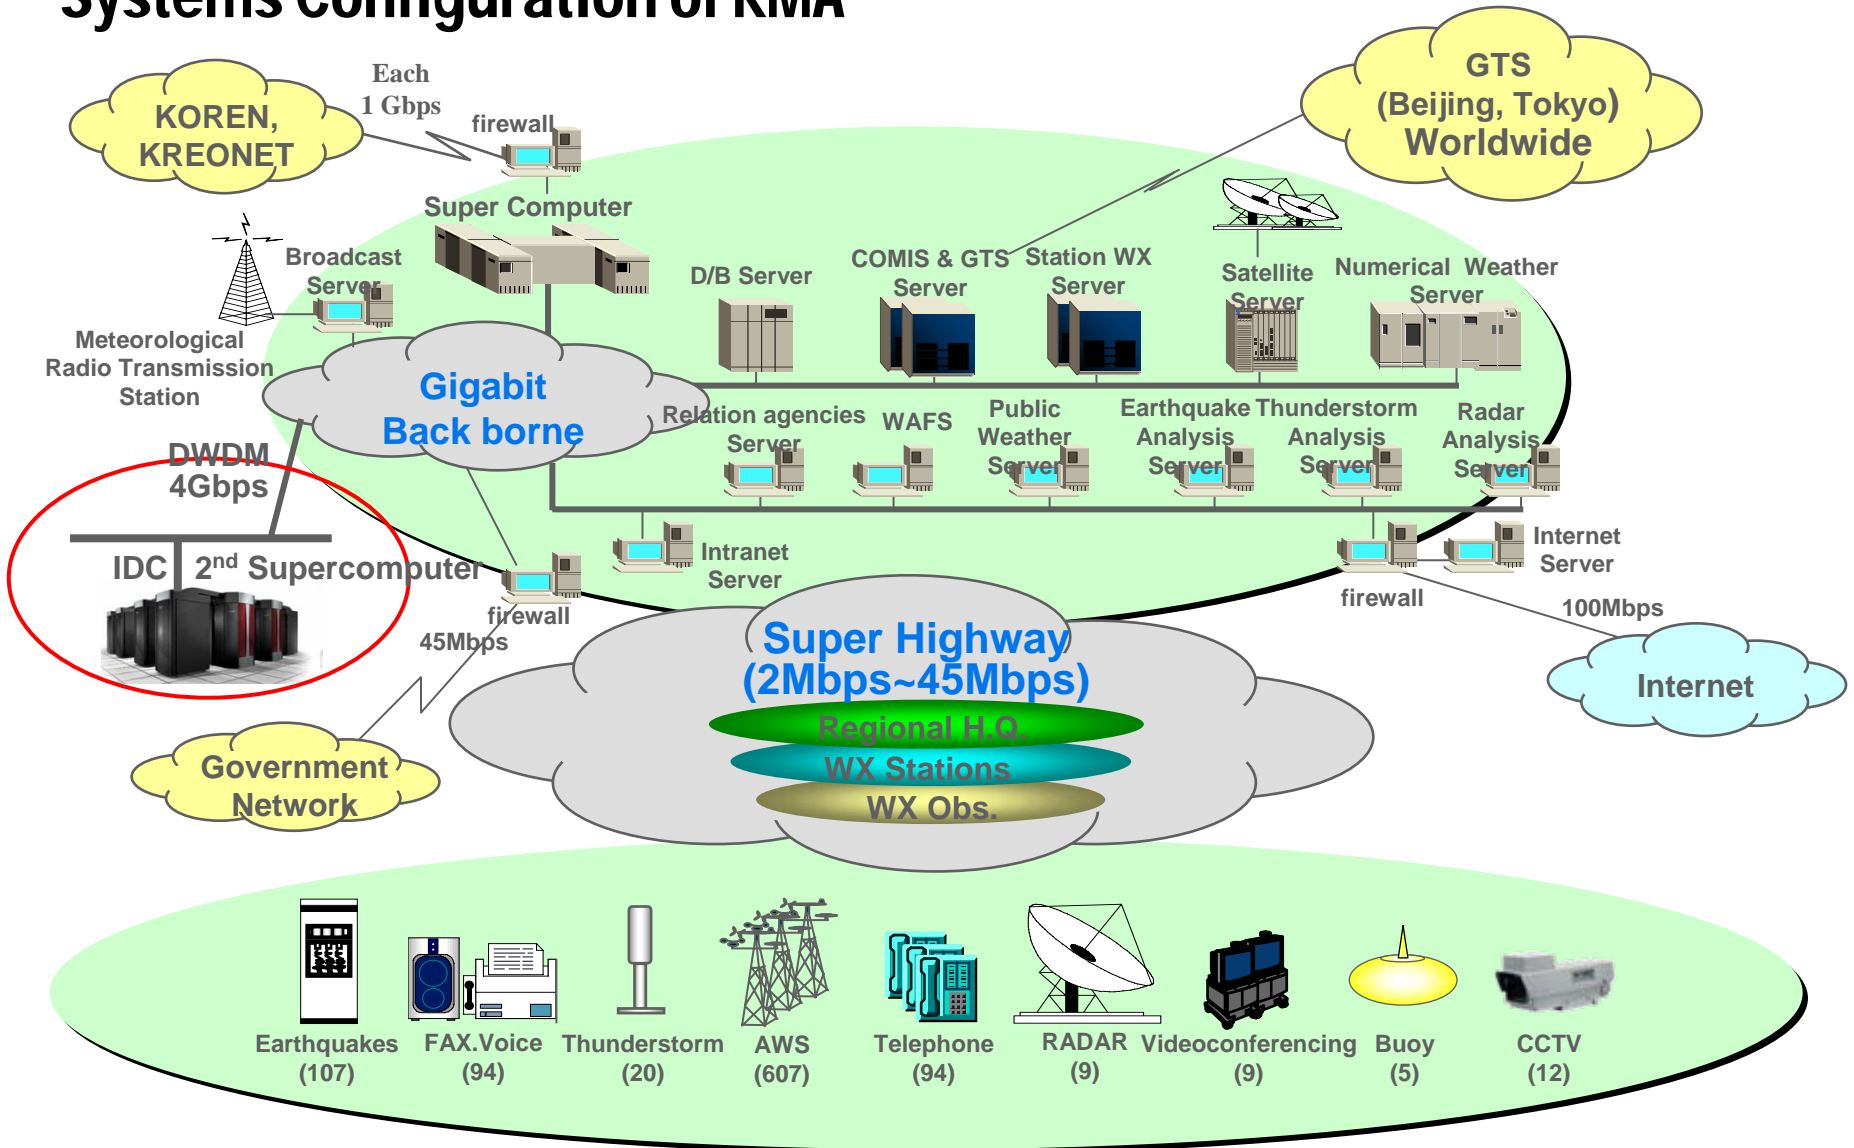 Systems Configuration of KMA
Each
1 Gbps
KOREN,
KREONET
firewall
GTS
(Beijing, Tokyo)
Worldwide
Super Computer
Broadcast
Server
D/B Server
COMIS & GTS
Server
Station WX
Server
Satellite
Server
Numerical Weather
Server
Meteorological
Radio Transmission
Station
Gigabit
Back borne
Relation agencies
Server
WAFS
Public
Weather
Server
Earthquake
Analysis
Server
Thunderstorm
Analysis
Server
Radar
Analysis
Server
DWDM
4Gbps
IDC
2nd Supercomputer
firewall
45Mbps
Intranet
Server
firewall
Internet
Server
100Mbps
Internet
Super Highway
(2Mbps~45Mbps)
Regional H.Q.
WX Stations
WX Obs.
Government
Network
Earthquakes
(107)
FAX.Voice
(94)
Thunderstorm
(20)
AWS
(607)
Telephone
(94)
RADAR
(9)
Videoconferencing
(9)
Buoy
(5)
CCTV
(12)